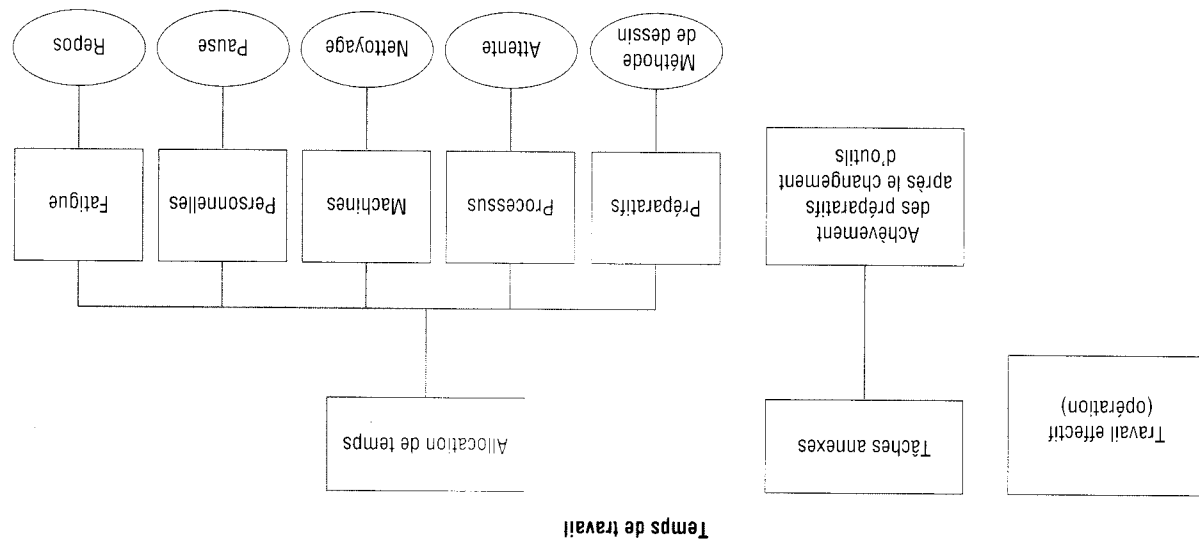 Temps de travail
Travail effectif
(opération)
Tâches annexes
Allocation de temps
Achèvement
des préparatifs
après le changement
d'outils
Préparatifs
Processus
Machines
Personnelles
Fatigue
Méthode
de dessin
Attente
Nettoyage
Pause
Repos